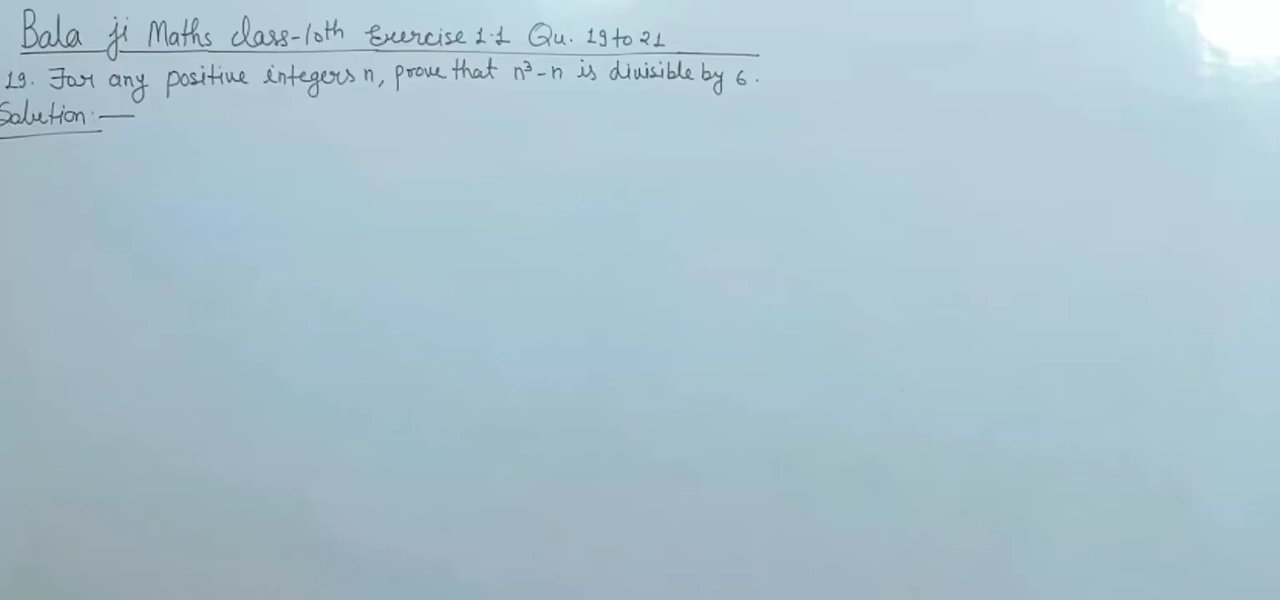 Bala ji Maths class-10th Exercise 1.1 Qu. 19 to 21
19. For any positive integers n, prove that n³-n is divisible by 6.
Solution:—